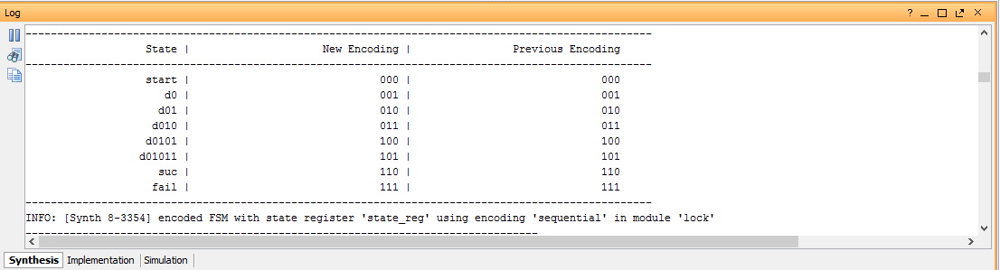 Log
---------------------------------------------------------------------------------------------------
State | New Encoding | Previous Encoding
---------------------------------------------------------------------------------------------------
start | 000 | 000
d0 | 001 | 001
d01 | 010 | 010
d010 | 011 | 011
d0101 | 100 | 100
d01011 | 101 | 101
suc | 110 | 110
fail | 111 | 111
---------------------------------------------------------------------------------------------------
INFO: [Synth 8-3354] encoded FSM with state register 'state_reg' using encoding 'sequential' in module 'lock'
---------------------------------------------------------------------------------
Synthesis Implementation Simulation